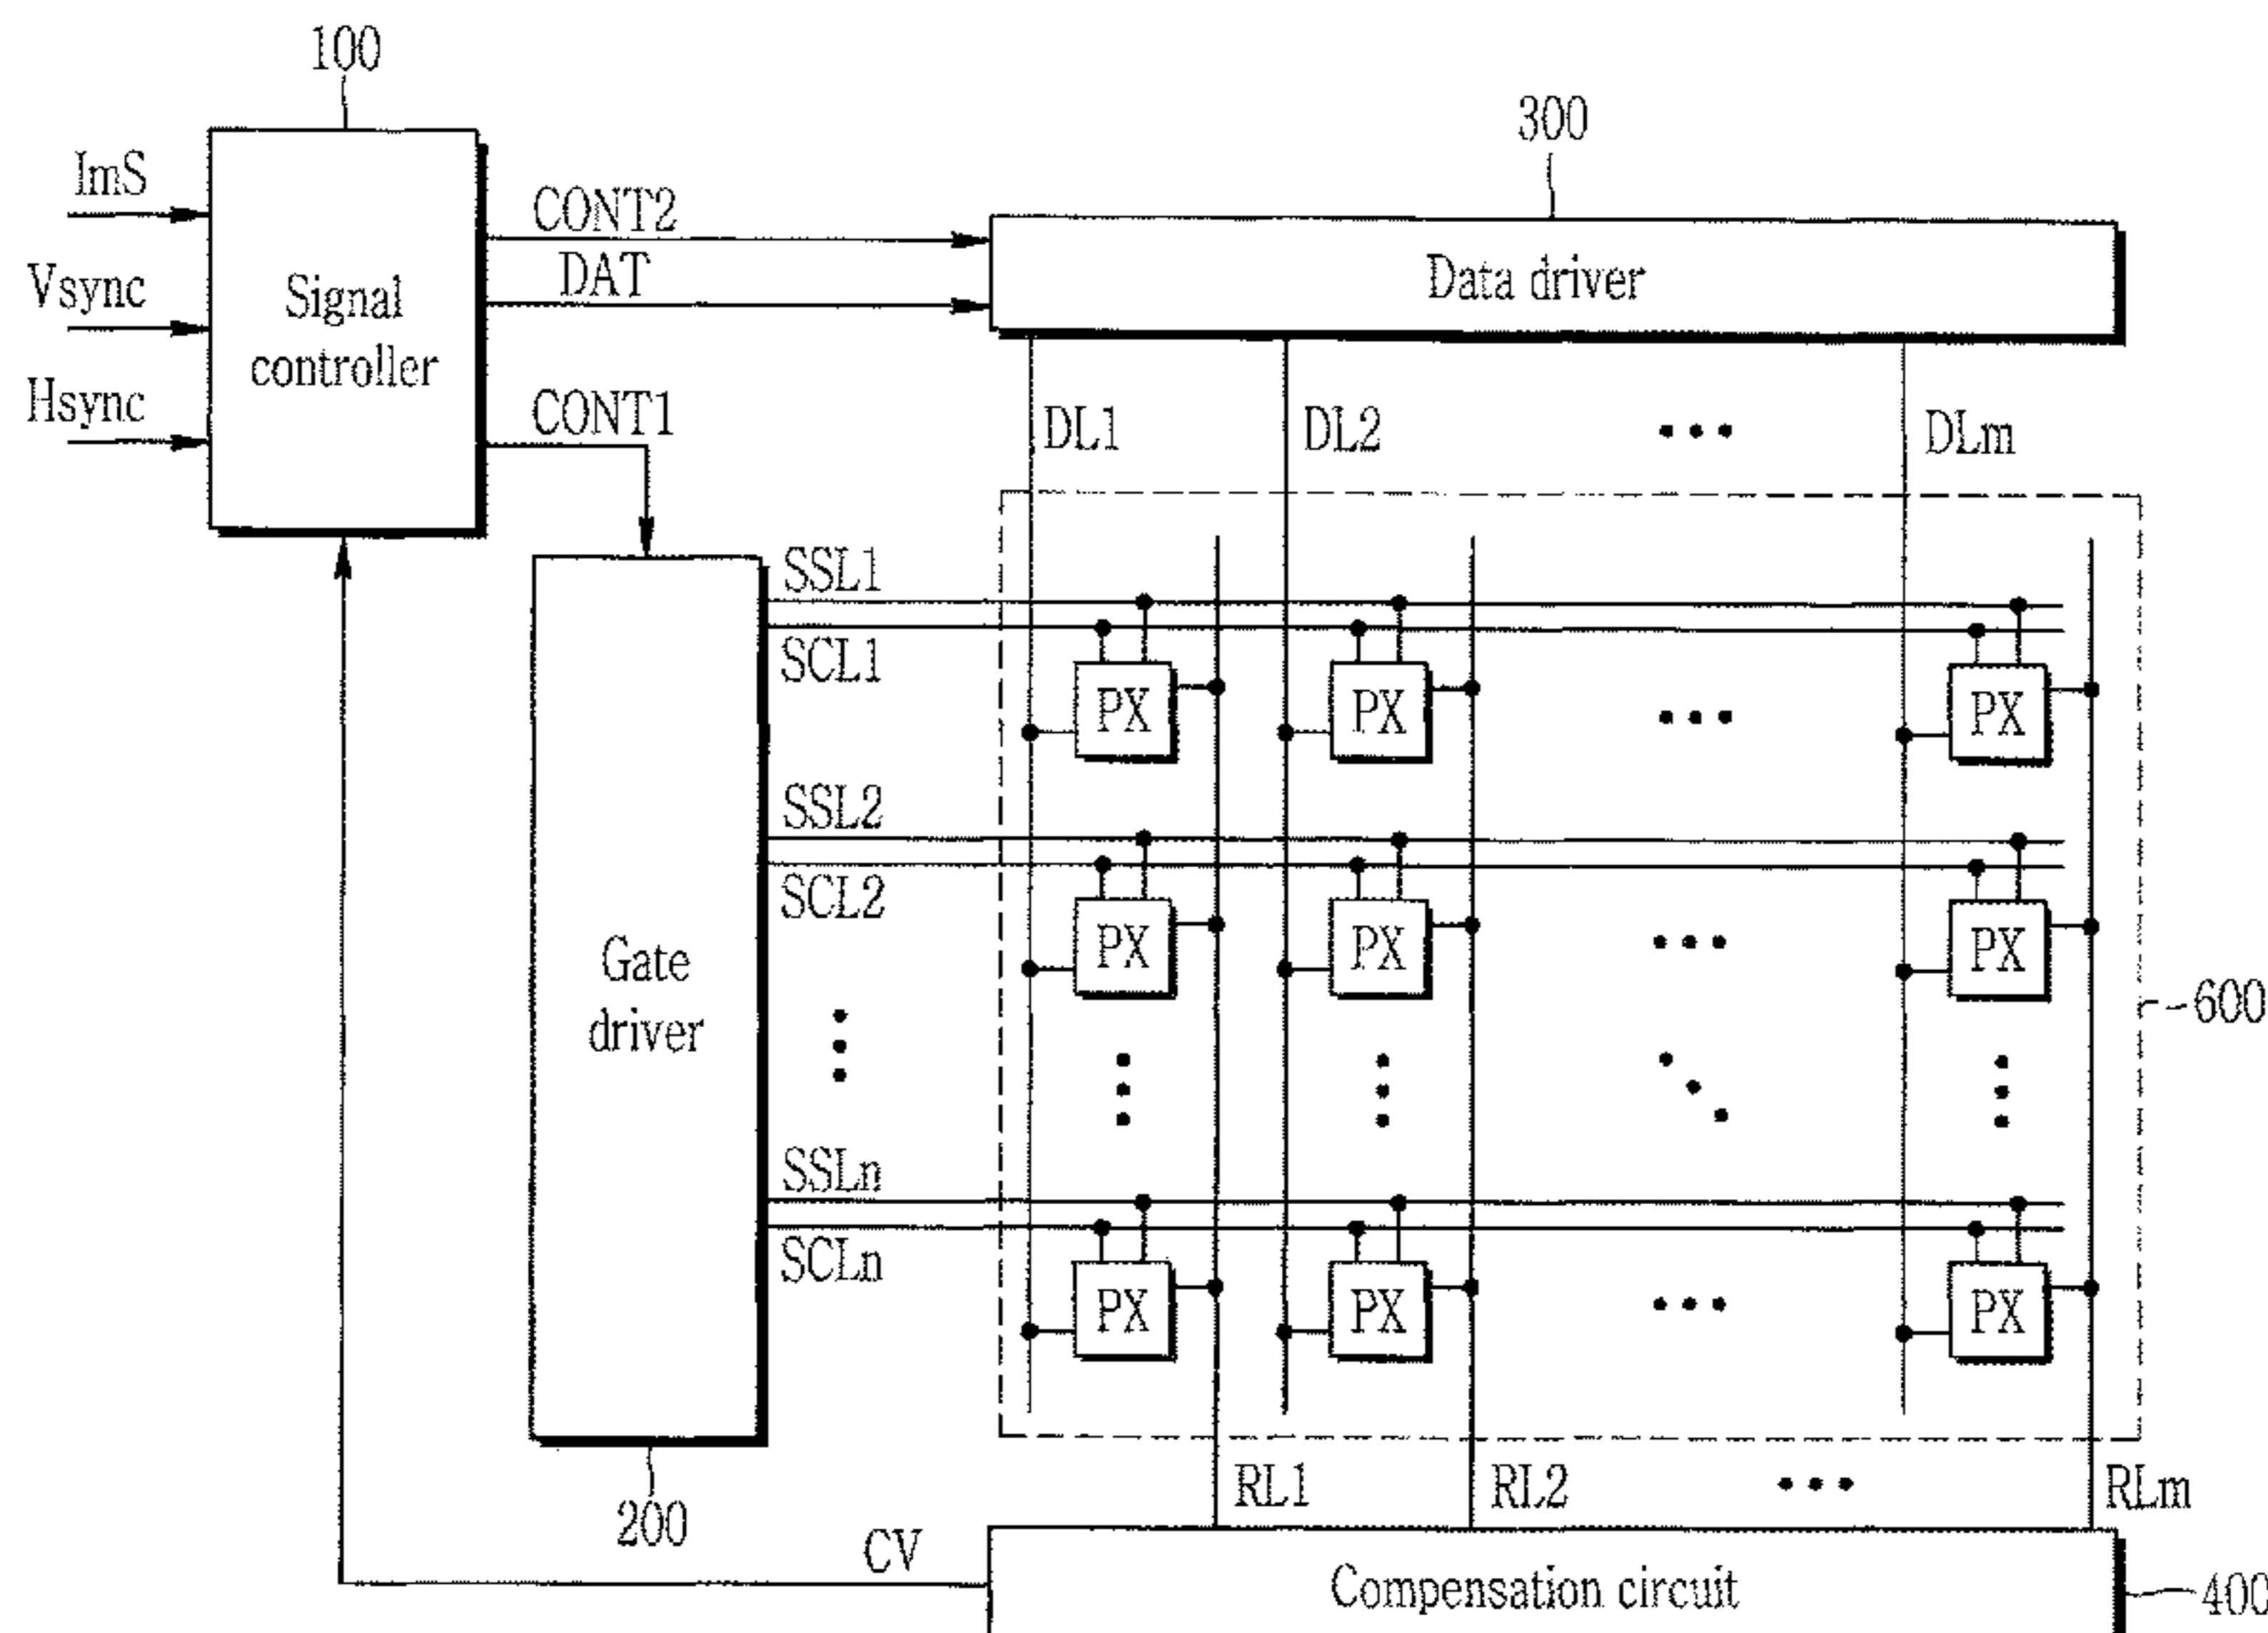 100
300
ImS
CONT2
Vsync
DAT
Data driver
Signal
controller
Hsync
CONT1
DL1 DL2 ••• DLm
SSL1
SCL1
PX PX ••• PX
SSL2
SCL2
PX PX ••• PX
Gate
driver
600
SSLn
SCLn
PX PX ••• PX
RL1 RL2 ••• RLm
200
CV
Compensation circuit
400